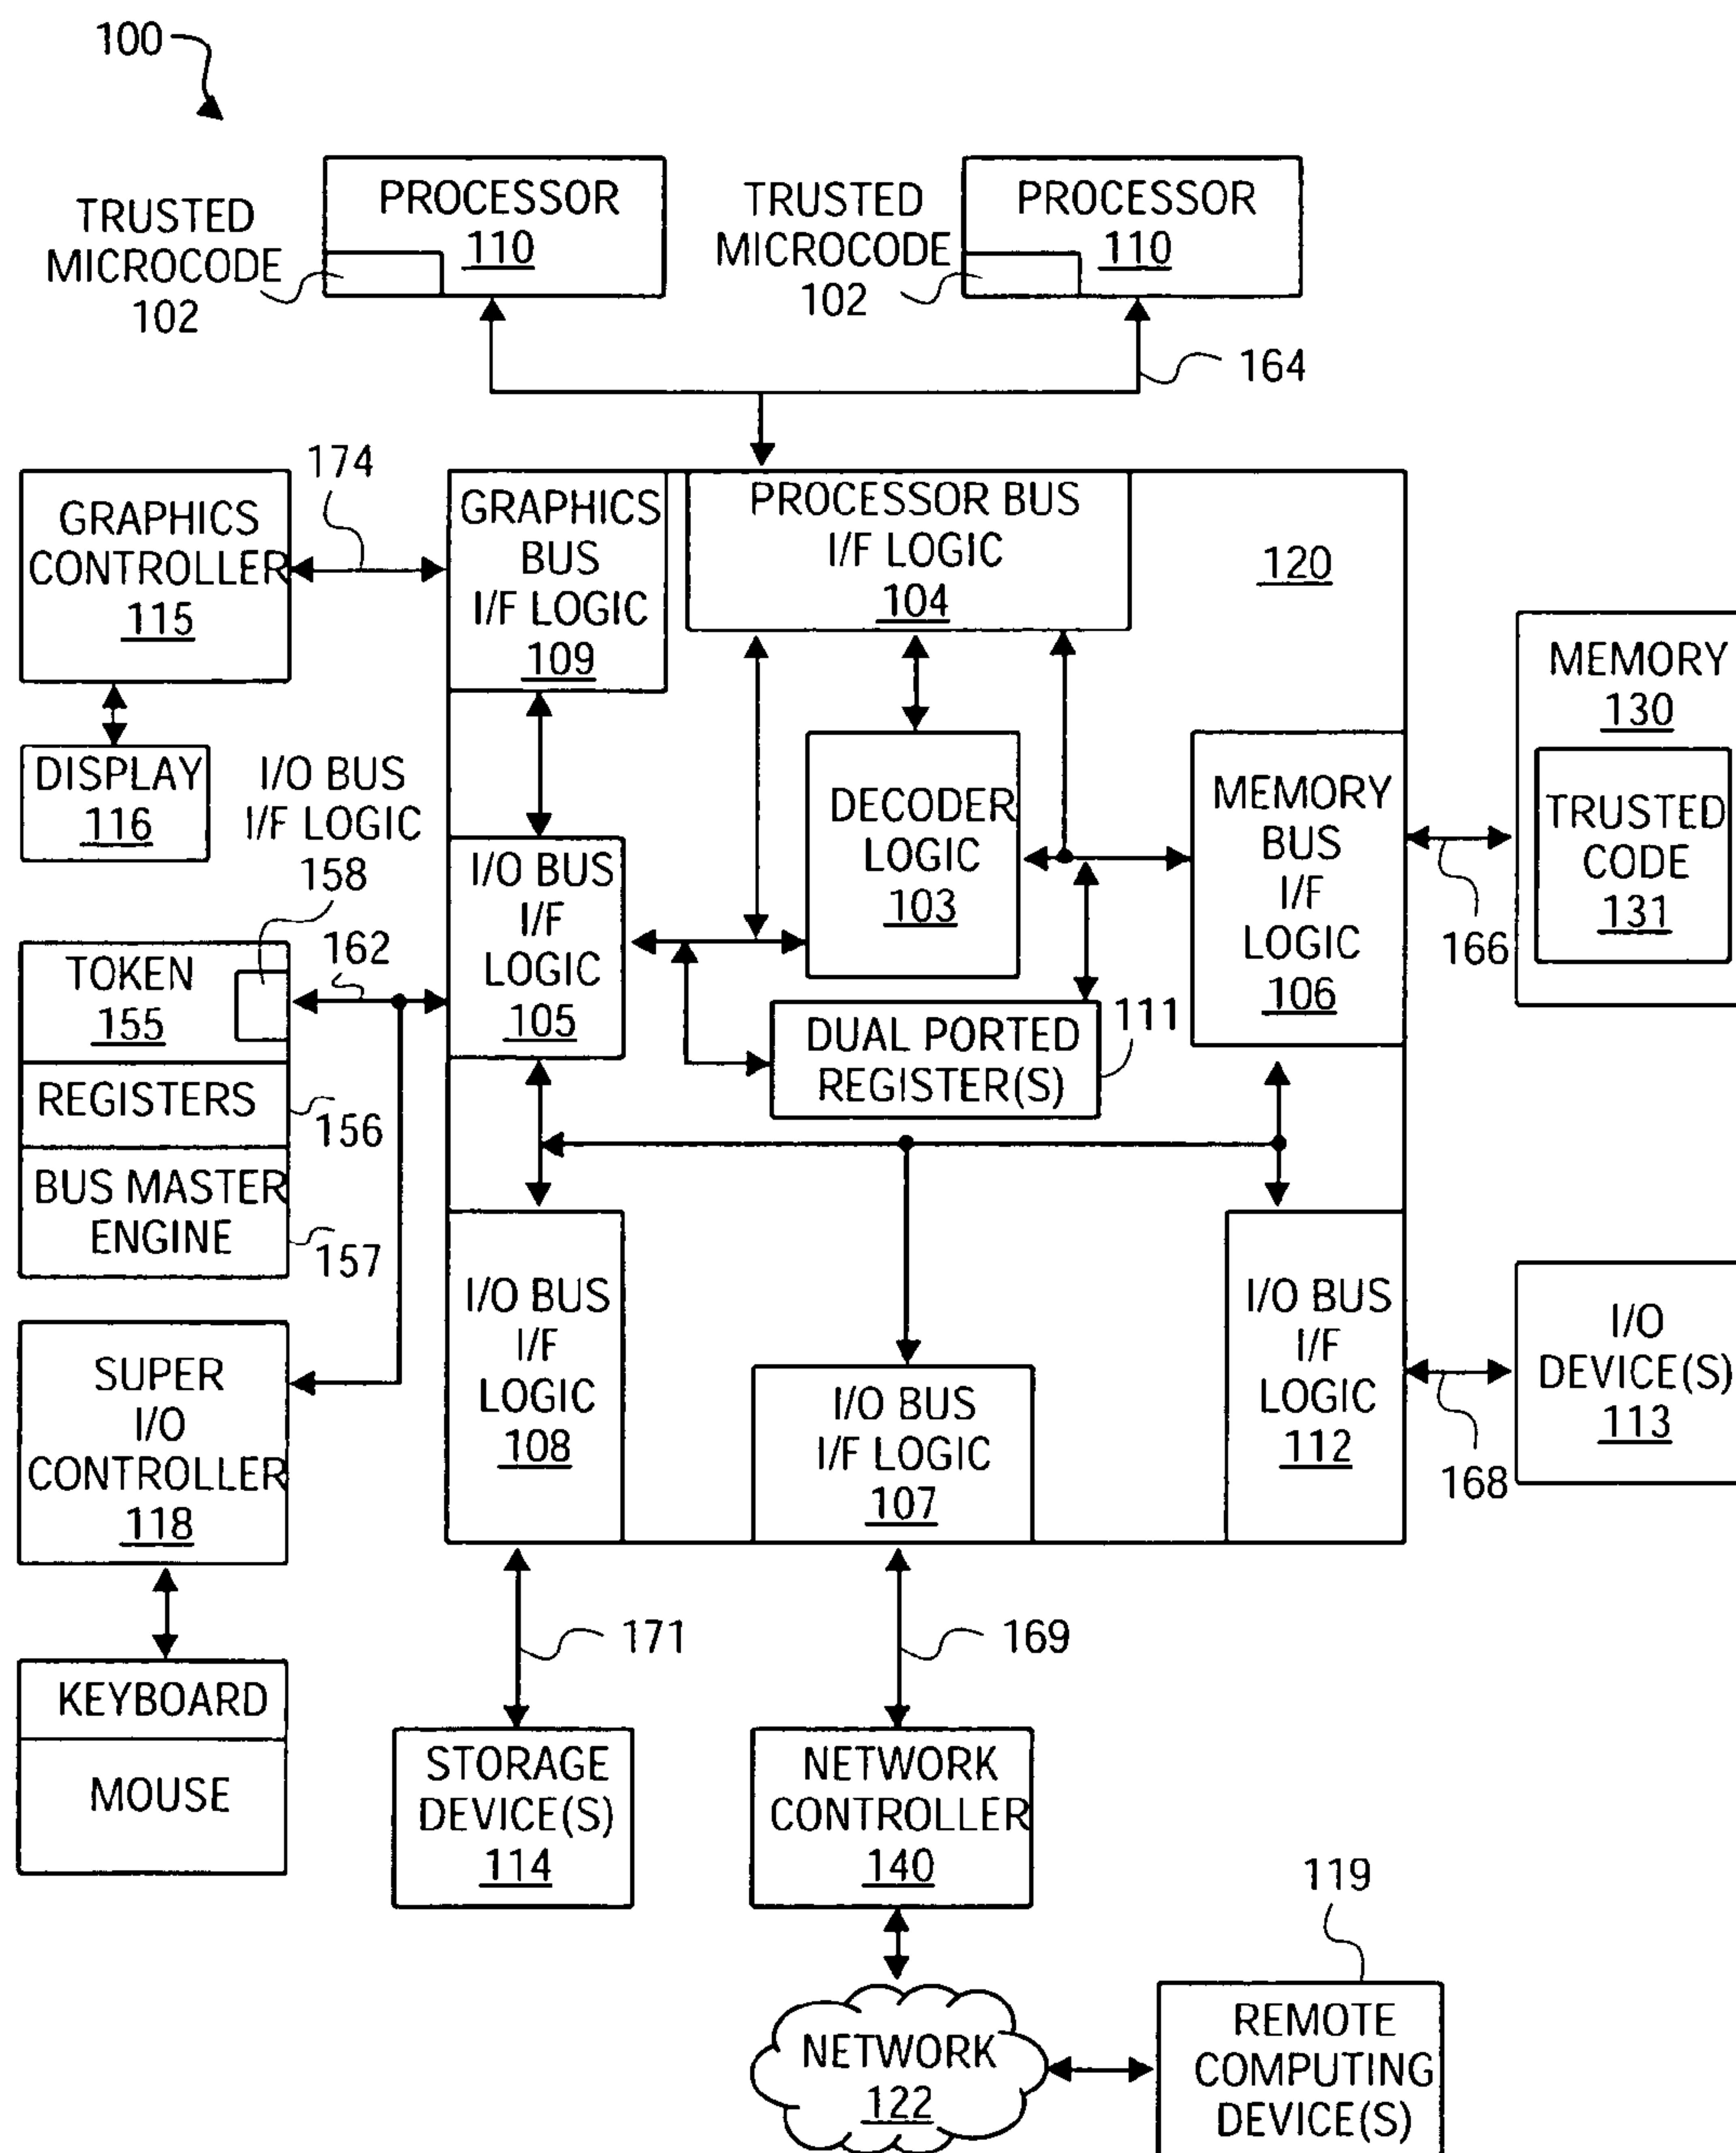 100
TRUSTED
MICROCODE
102
PROCESSOR
110
TRUSTED
MICROCODE
102
PROCESSOR
110
164
174
GRAPHICS
CONTROLLER
115
GRAPHICS
BUS
I/F LOGIC
109
PROCESSOR BUS
I/F LOGIC
104
120
DISPLAY
116
I/O BUS
I/F LOGIC
158
I/O BUS
I/F
LOGIC
105
DECODER
LOGIC
103
MEMORY
BUS
I/F
LOGIC
106
MEMORY
130
TRUSTED
CODE
131
166
TOKEN
155
162
REGISTERS
156
BUS MASTER
ENGINE
157
DUAL PORTED
REGISTER(S)
111
SUPER
I/O
CONTROLLER
118
I/O BUS
I/F
LOGIC
108
I/O BUS
I/F LOGIC
107
I/O BUS
I/F
LOGIC
112
I/O
DEVICE(S)
113
168
KEYBOARD
MOUSE
171
169
STORAGE
DEVICE(S)
114
NETWORK
CONTROLLER
140
NETWORK
122
119
REMOTE
COMPUTING
DEVICE(S)